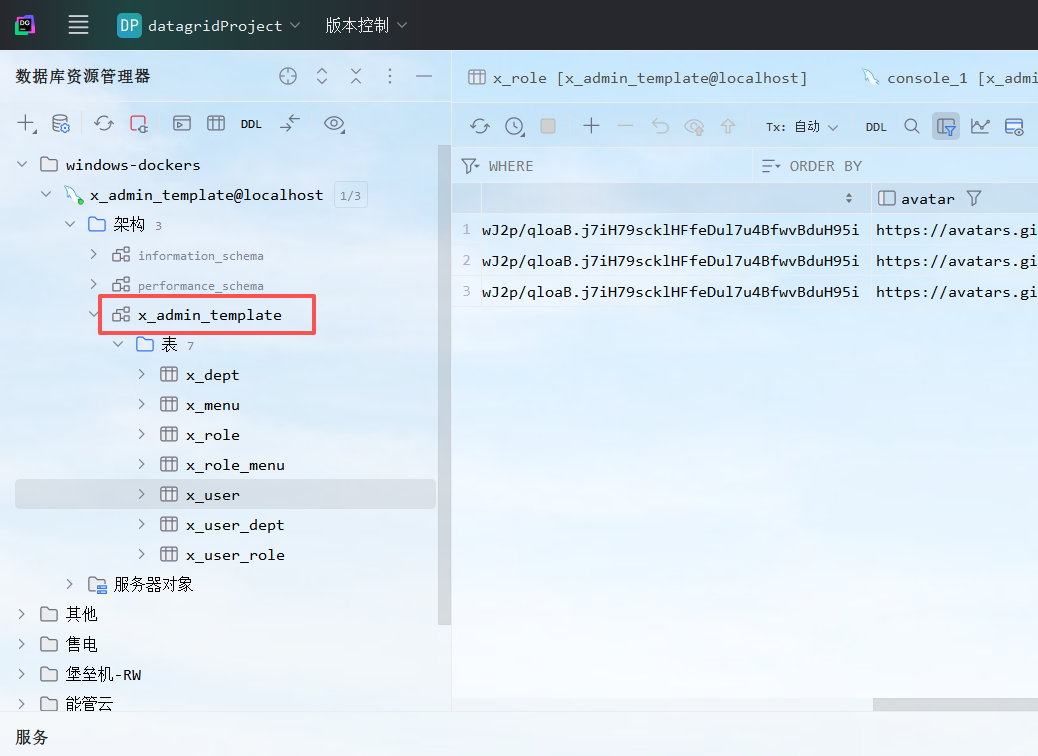 DG
DP datagridProject 版本控制
数据库资源管理器
DDL
windows-dockers
x_admin_template@localhost 1/3
架构 3
information_schema
performance_schema
x_admin_template
表 7
x_dept
x_menu
x_role
x_role_menu
x_user
x_user_dept
x_user_role
服务器对象
其他
售电
堡垒机-RW
能管云
x_role [x_admin_template@localhost] console_1 [x_admi
Tx: 自动 DDL
WHERE ORDER BY
avatar
1 wJ2p/qloaB.j7iH79scklHFfeDul7u4BfwvBduH95i https://avatars.gi
2 wJ2p/qloaB.j7iH79scklHFfeDul7u4BfwvBduH95i https://avatars.gi
3 wJ2p/qloaB.j7iH79scklHFfeDul7u4BfwvBduH95i https://avatars.gi
服务